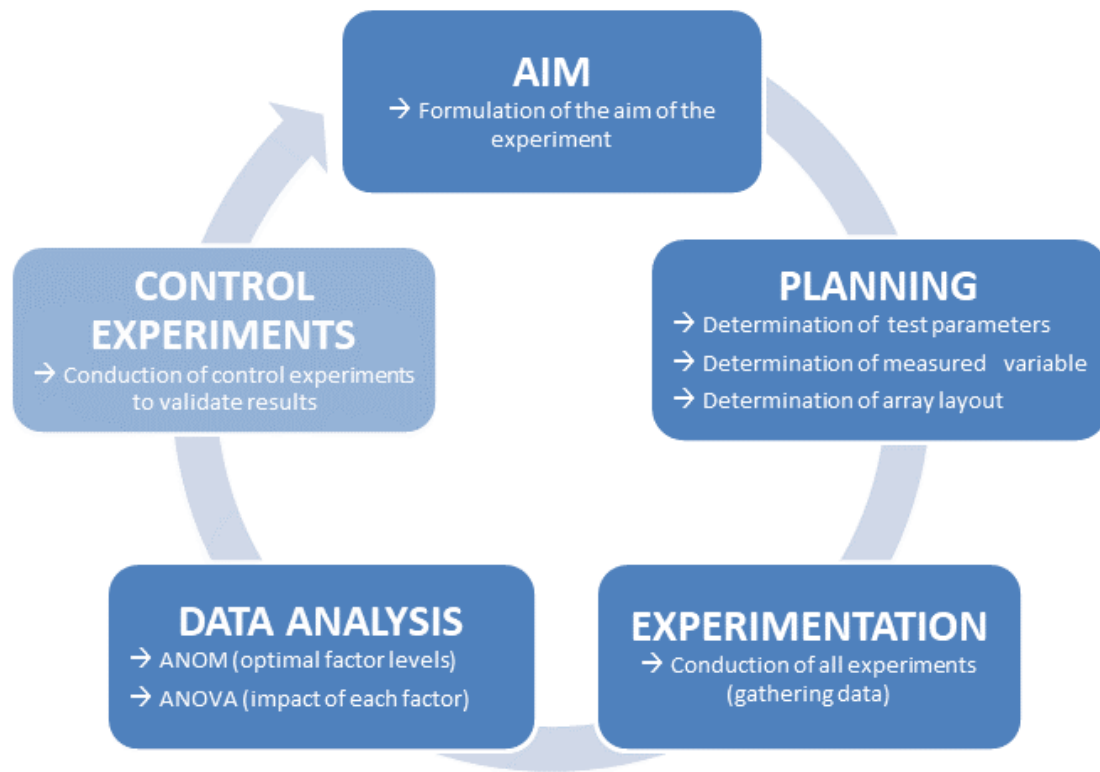 AIM
→ Formulation of the aim of the
experiment
PLANNING
→ Determination of test parameters
→ Determination of measured variable
→ Determination of array layout
EXPERIMENTATION
→ Conduction of all experiments
(gathering data)
DATA ANALYSIS
→ ANOM (optimal factor levels)
→ ANOVA (impact of each factor)
CONTROL
EXPERIMENTS
→ Conduction of control experiments
to validate results